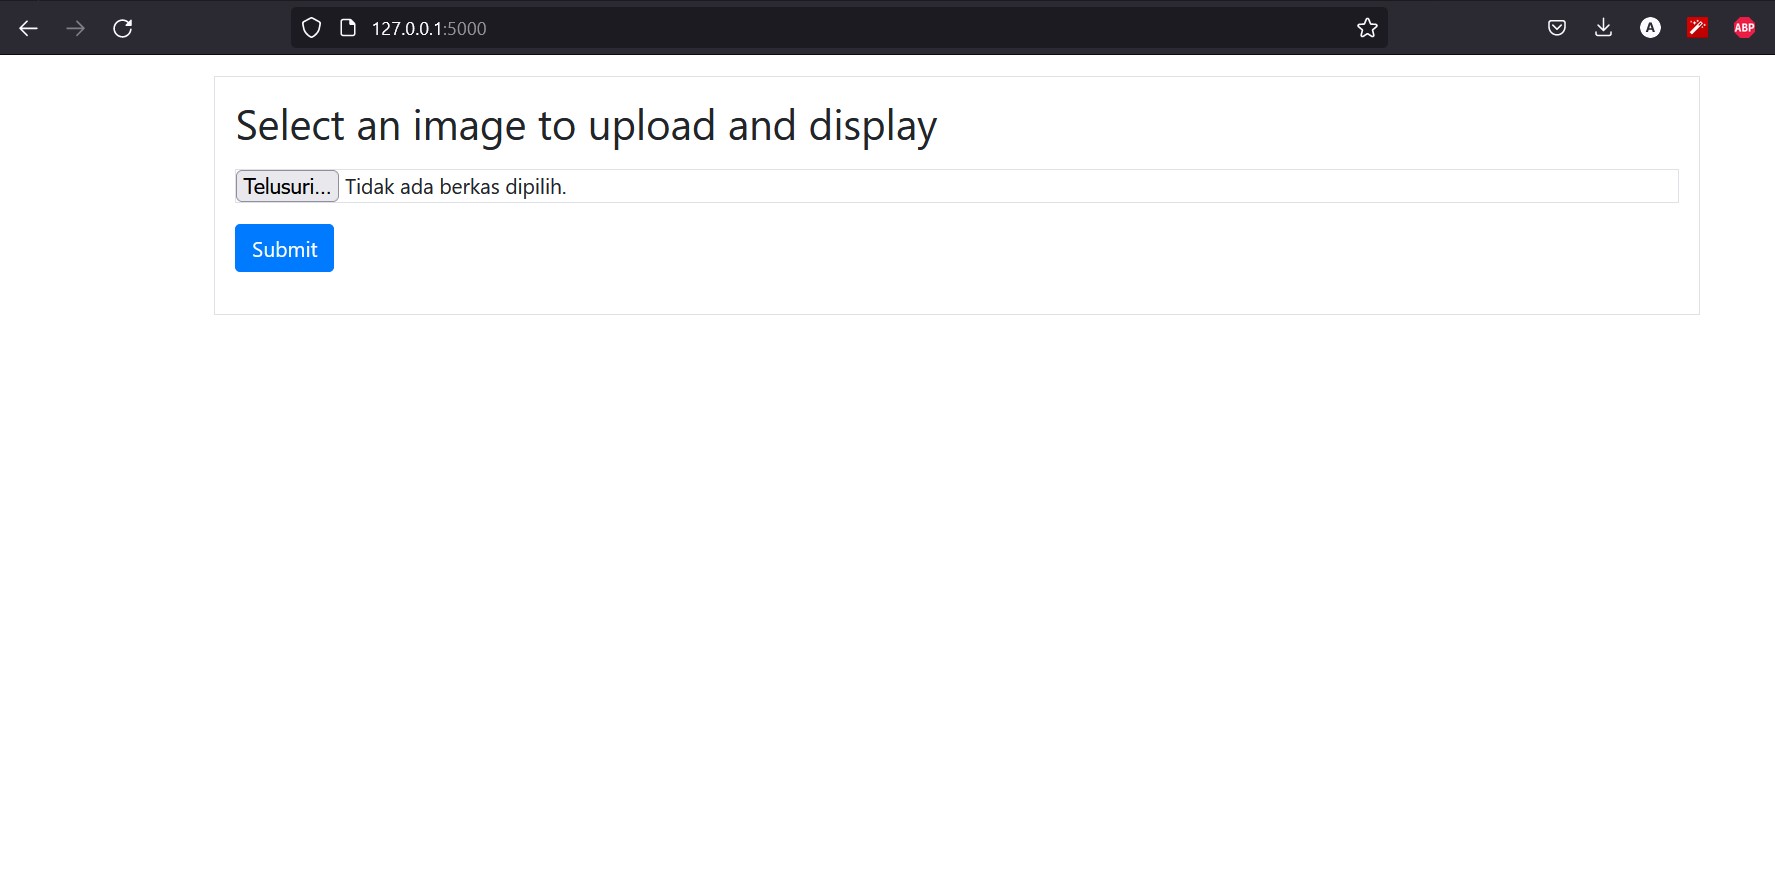 127.0.0.1:5000
A
ABP
Select an image to upload and display
Telusuri... Tidak ada berkas dipilih.
Submit